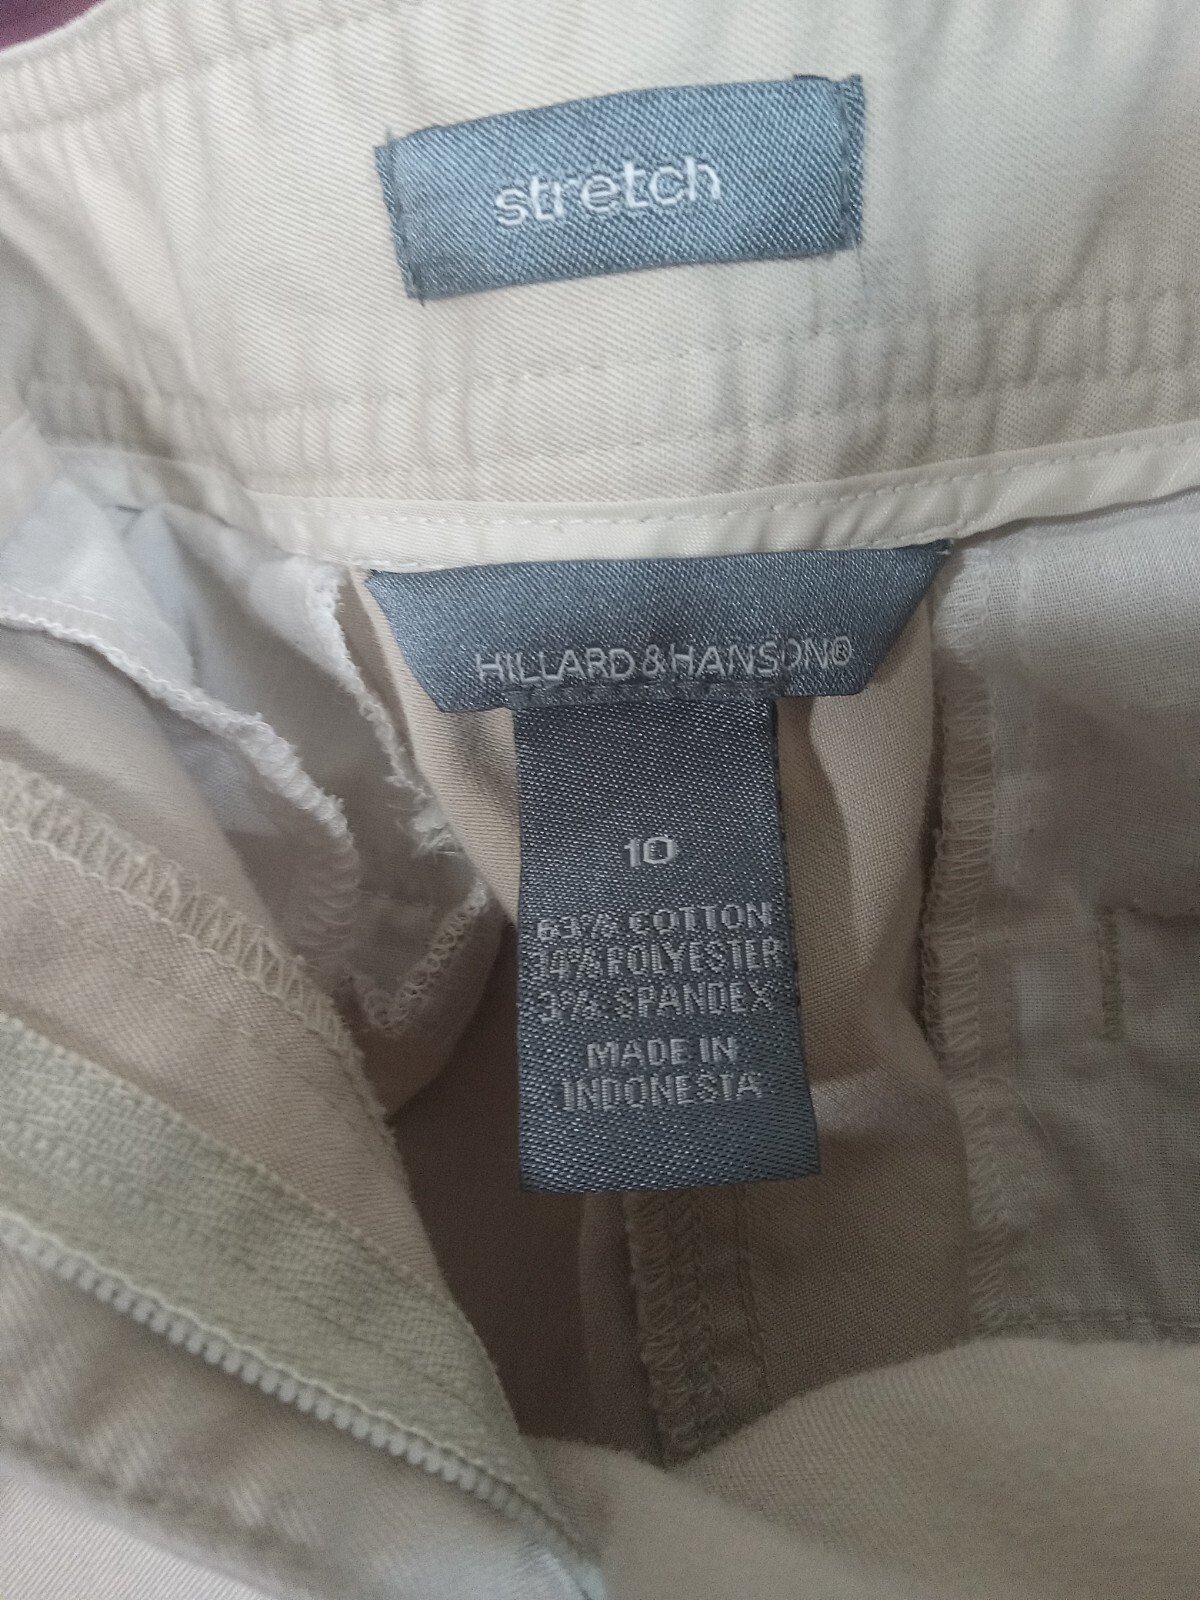 stretch
HILLARD&HANSON®
10
63% COTTON
34% POLYESTER
3% SPANDEX
MADE IN
INDONESIA